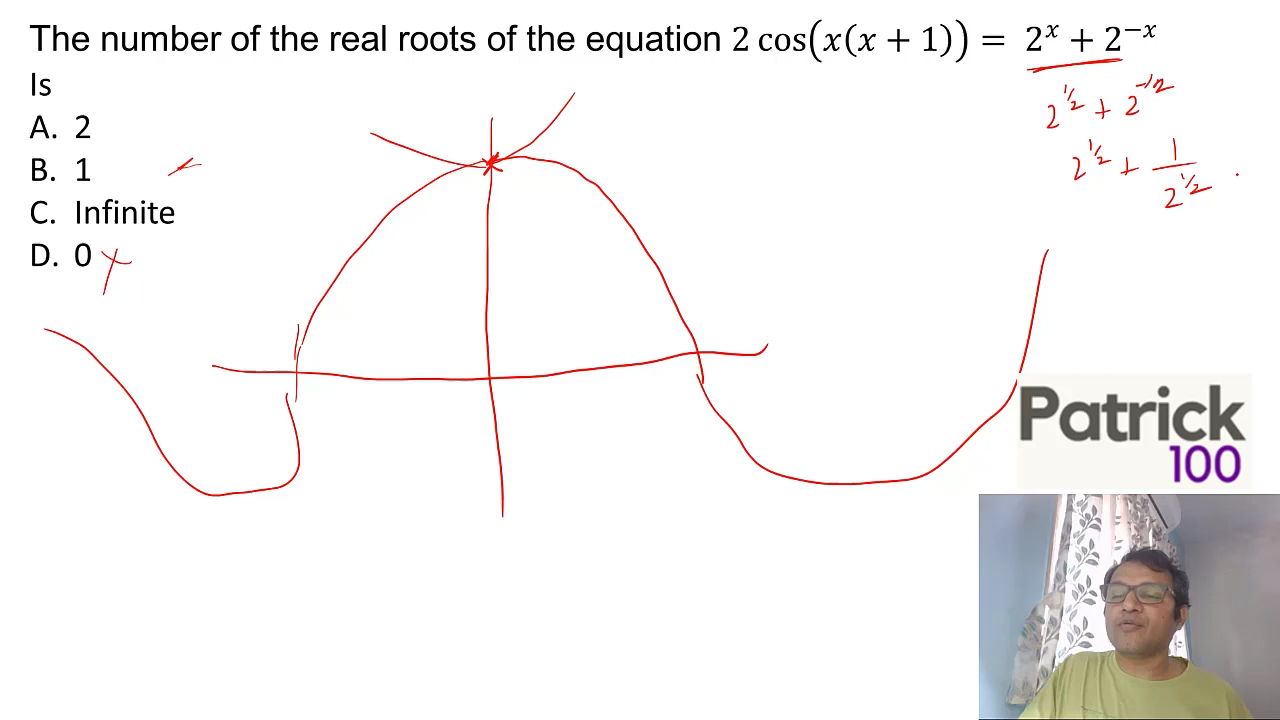 The number of the real roots of the equation 2 cos(x(x + 1)) = 2^x + 2^{-x}
Is
A. 2
B. 1
C. Infinite
D. 0
2^{1/2} + 2^{-1/2}
2^{1/2} + 1/2^{1/2}
Patrick
100